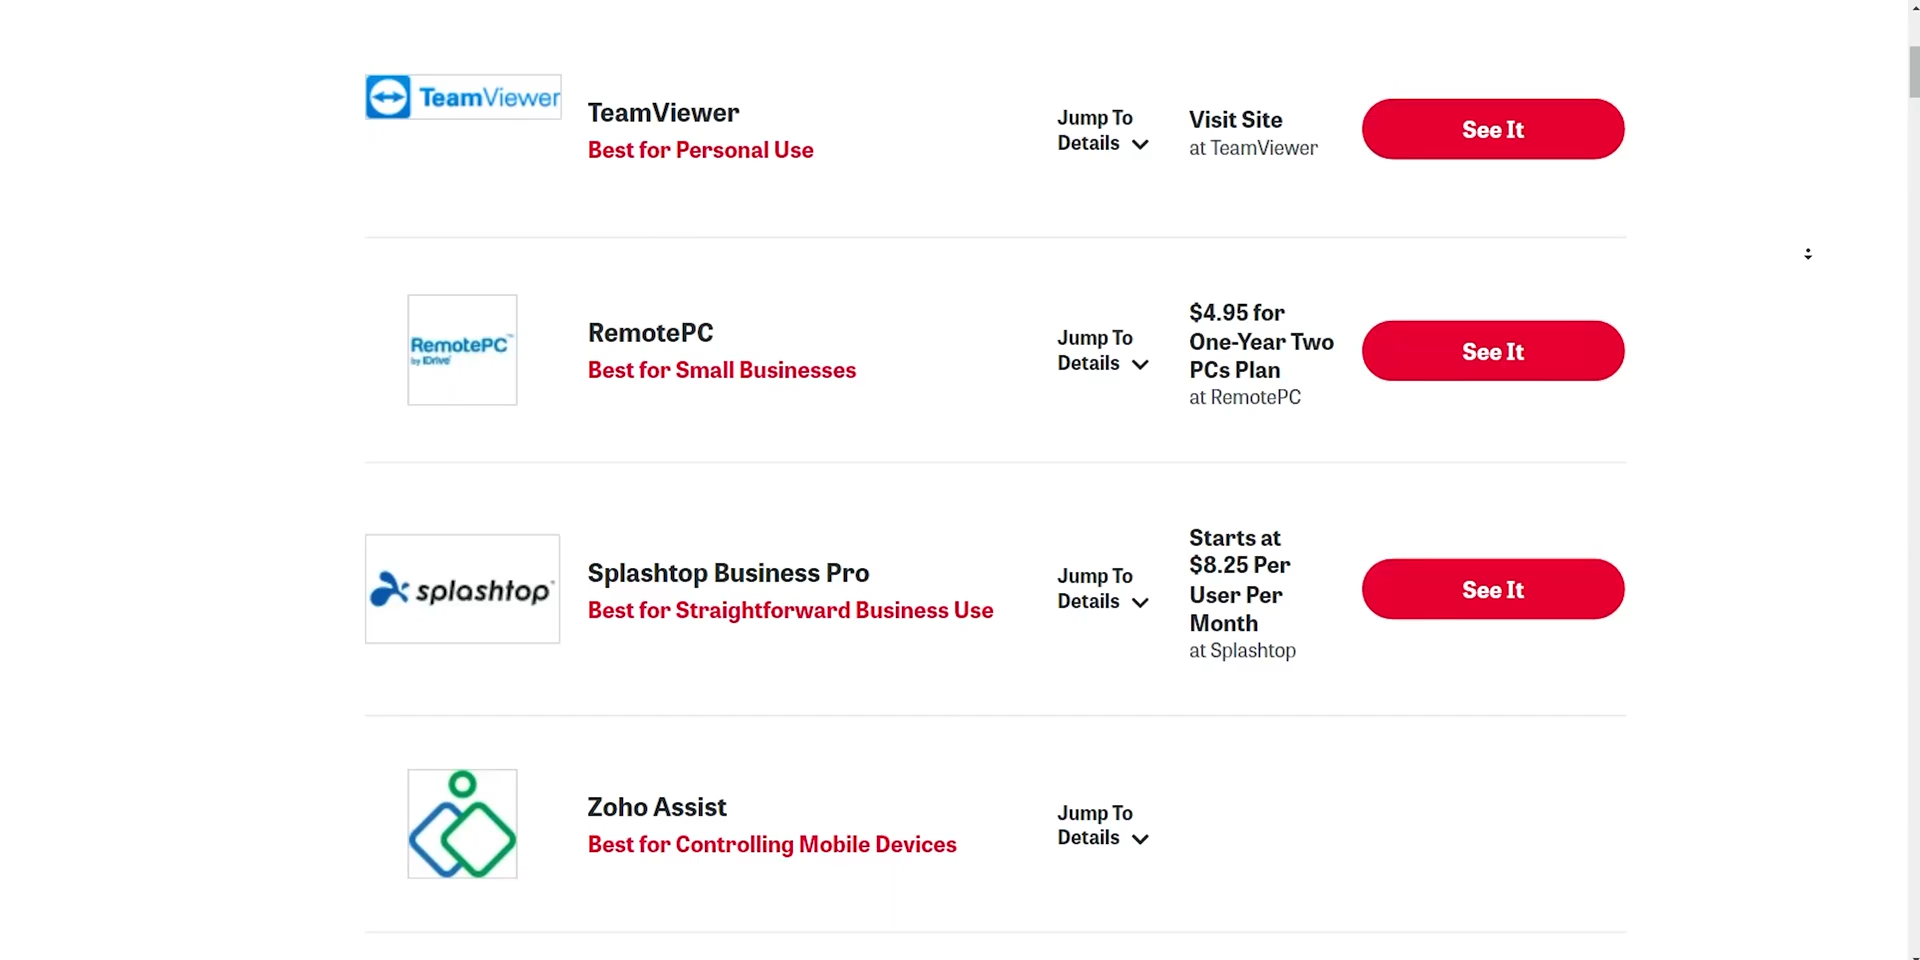 TeamViewer
TeamViewer
Best for Personal Use
Jump To
Details
Visit Site
at TeamViewer
See It
RemotePC™
by IDrive®
RemotePC
Best for Small Businesses
Jump To
Details
$4.95 for
One-Year Two
PCs Plan
at RemotePC
See It
splashtop
Splashtop Business Pro
Best for Straightforward Business Use
Jump To
Details
Starts at
$8.25 Per
User Per
Month
at Splashtop
See It
Zoho Assist
Best for Controlling Mobile Devices
Jump To
Details